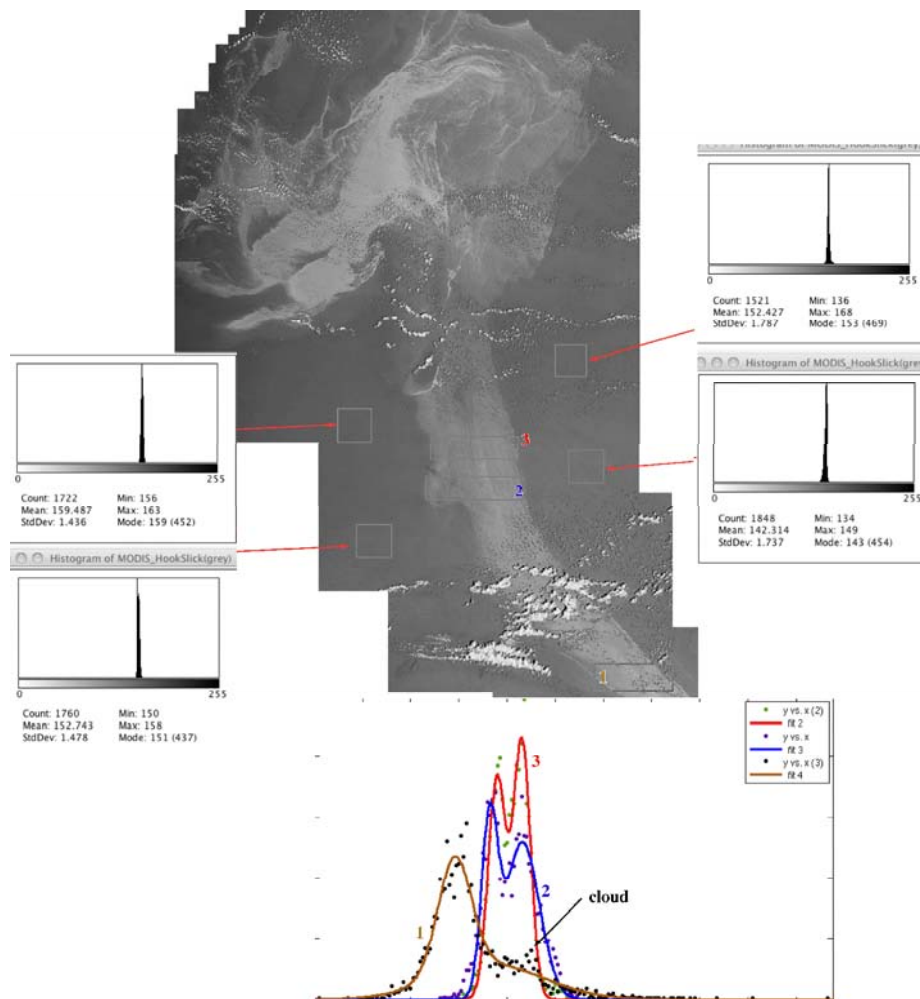 Histogram of MODIS_HookSlick(grey)
0 255
Count: 1521 Min: 136
Mean: 152.427 Max: 168
StdDev: 1.787 Mode: 153 (469)
Histogram of MODIS_HookSlick(gre
0 255
Count: 1848 Min: 134
Mean: 142.314 Max: 149
StdDev: 1.737 Mode: 143 (454)
0 255
Count: 1722 Min: 156
Mean: 159.487 Max: 163
StdDev: 1.436 Mode: 159 (452)
Histogram of MODIS_HookSlick(grey)
0 255
Count: 1760 Min: 150
Mean: 152.743 Max: 158
StdDev: 1.478 Mode: 151 (437)
3
2
1
y vs. x (2)
fit 2
y vs. x
fit 3
y vs. x (3)
fit 4
3
2
cloud
1